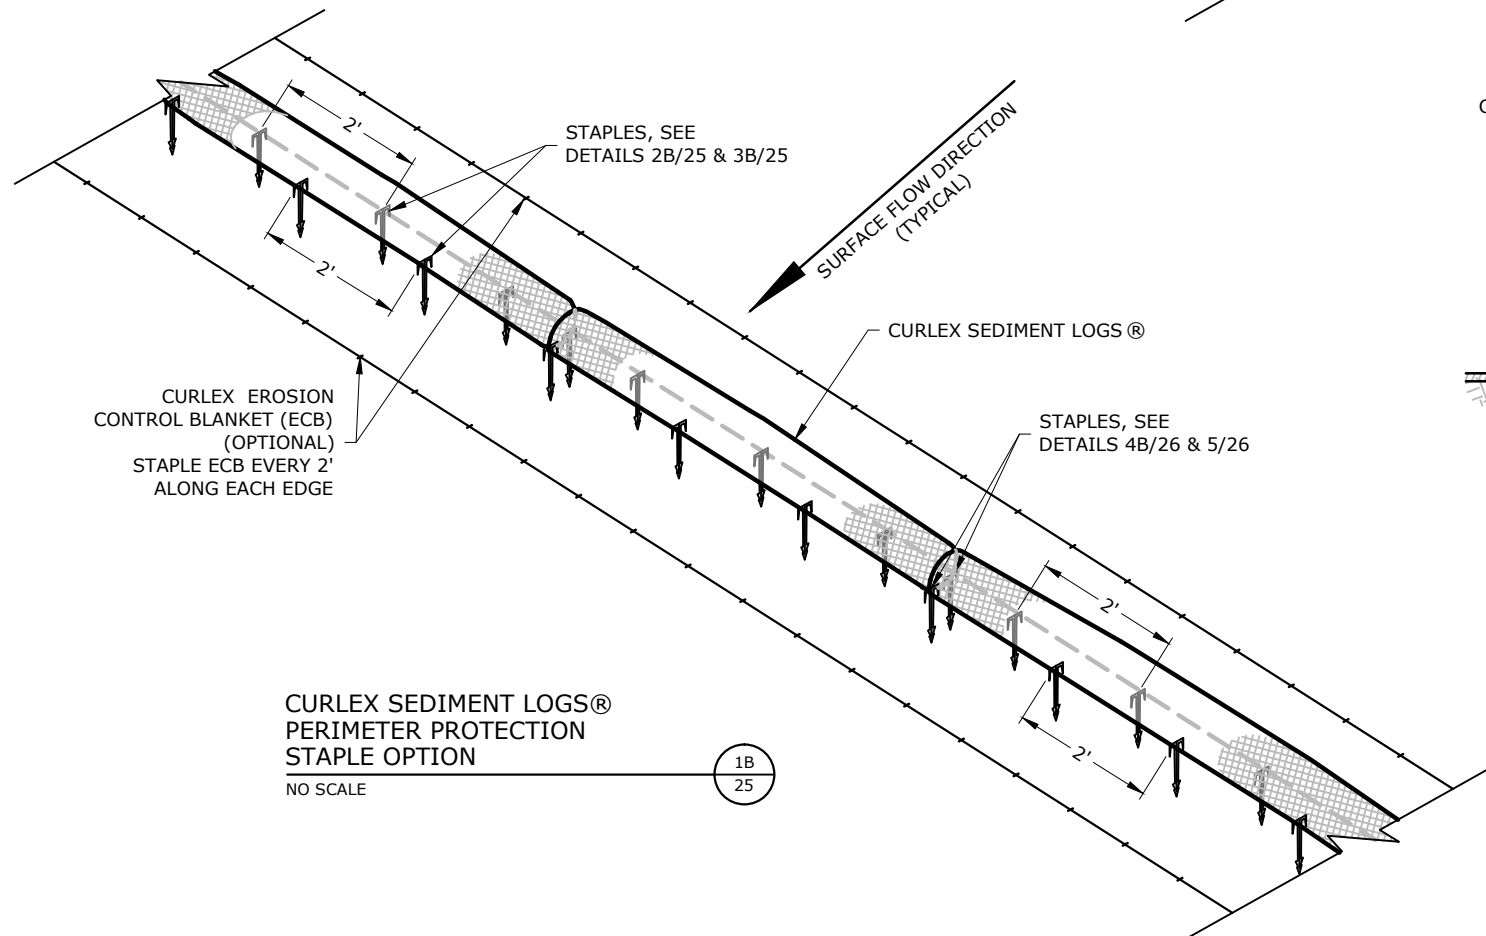 2'
STAPLES, SEE
DETAILS 2B/25 & 3B/25
SURFACE FLOW DIRECTION
(TYPICAL)
2'
CURLEX SEDIMENT LOGS ®
CURLEX EROSION
CONTROL BLANKET (ECB)
(OPTIONAL)
STAPLE ECB EVERY 2'
ALONG EACH EDGE
STAPLES, SEE
DETAILS 4B/26 & 5/26
2'
2'
CURLEX SEDIMENT LOGS®
PERIMETER PROTECTION
STAPLE OPTION
NO SCALE
1B
25